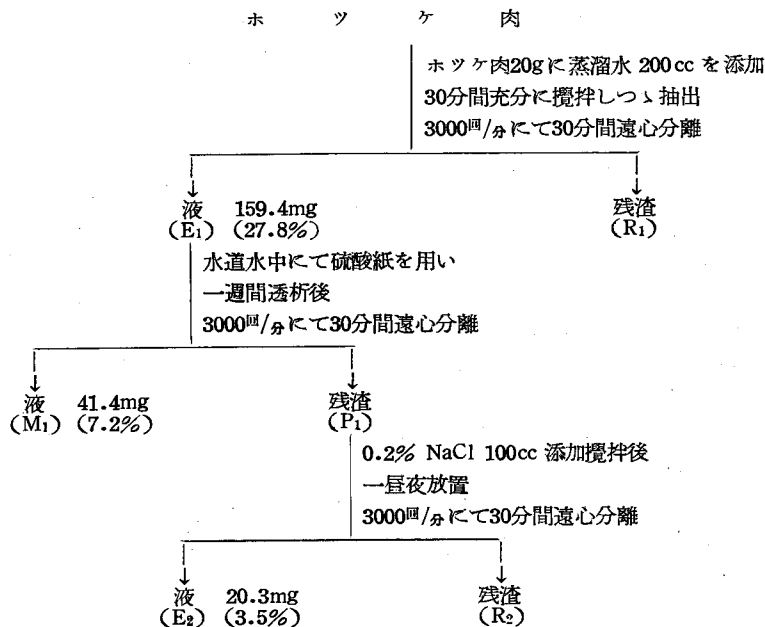 ホツケ肉
ホツケ肉20gに蒸溜水 200cc を添加
30分間充分に攪拌しつゝ抽出
3000回/分にて30分間遠心分離
液 159.4mg
(E₁) (27.8%)
残渣
(R₁)
水道水中にて硫酸紙を用い
一週間透析後
3000回/分にて30分間遠心分離
液 41.4mg
(M₁) (7.2%)
残渣
(P₁)
0.2% NaCl 100cc 添加攪拌後
一昼夜放置
3000回/分にて30分間遠心分離
液 20.3mg
(E₂) (3.5%)
残渣
(R₂)